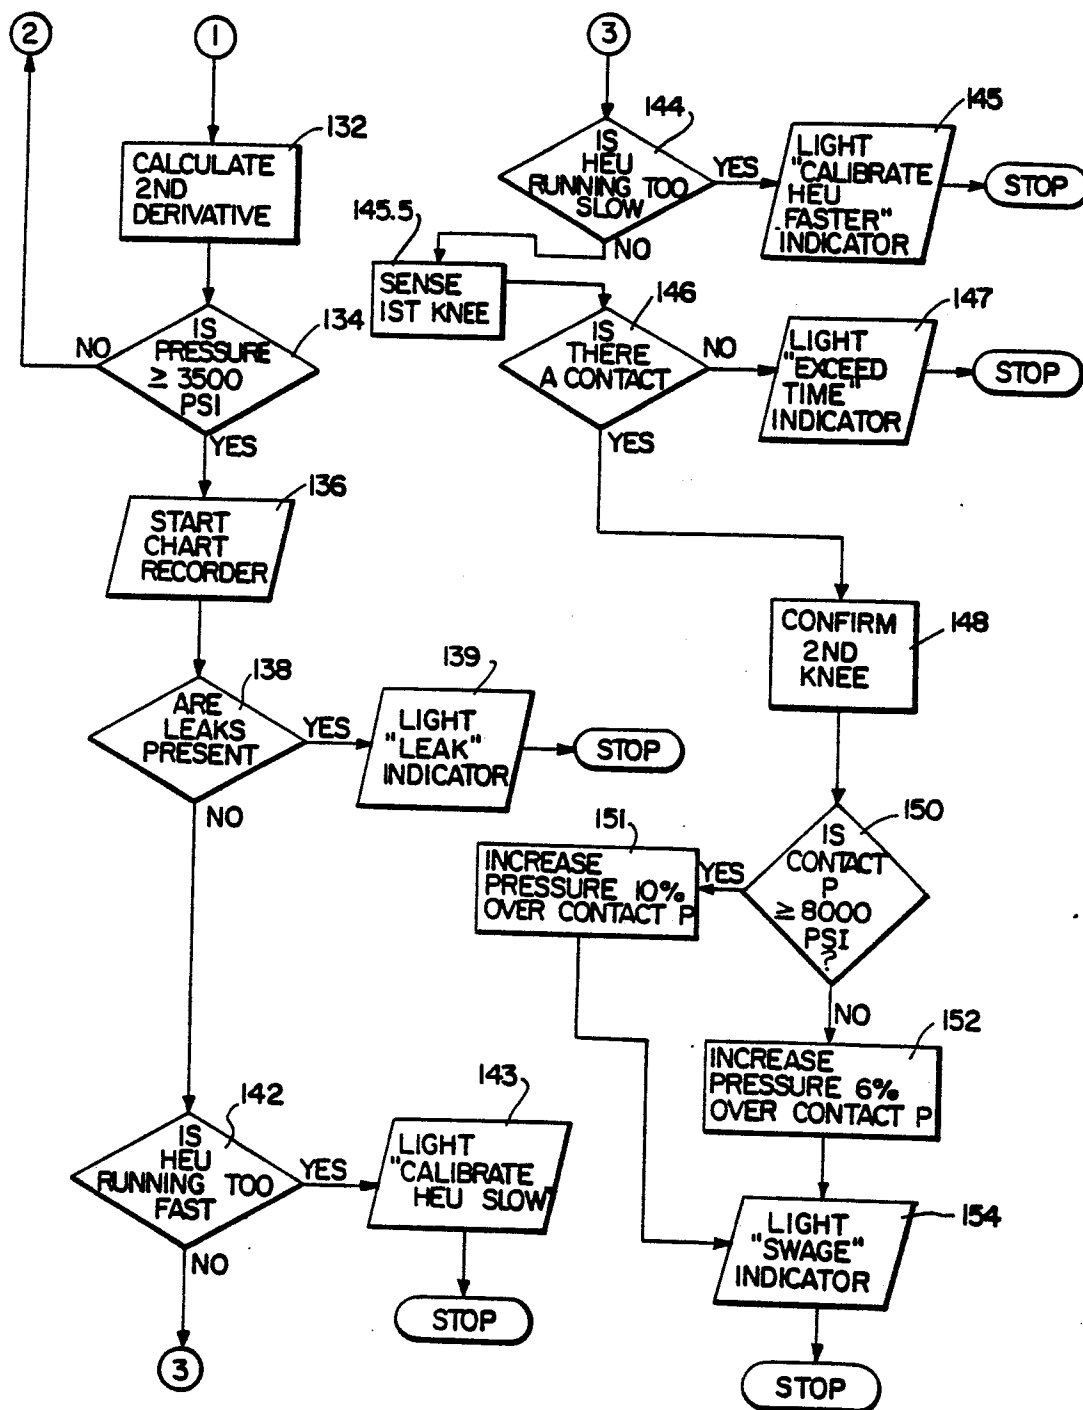 2
1
132
CALCULATE
2ND
DERIVATIVE
134
IS
PRESSURE
≥ 3500
PSI
NO
YES
136
START
CHART
RECORDER
138
ARE
LEAKS
PRESENT
YES
NO
139
LIGHT
"LEAK"
INDICATOR
STOP
142
IS
HEU
RUNNING TOO
FAST
YES
NO
143
LIGHT
"CALIBRATE
HEU SLOW"
STOP
3
3
144
IS
HEU
RUNNING TOO
SLOW
YES
NO
145
LIGHT
"CALIBRATE
HEU
FASTER"
INDICATOR
STOP
145.5
SENSE
1ST KNEE
146
IS
THERE
A CONTACT
NO
YES
147
LIGHT
"EXCEED
TIME"
INDICATOR
STOP
148
CONFIRM
2ND
KNEE
150
IS
CONTACT
P
≥ 8000
PSI
?
YES
NO
151
INCREASE
PRESSURE 10%
OVER CONTACT P
152
INCREASE
PRESSURE 6%
OVER CONTACT P
154
LIGHT
"SWAGE"
INDICATOR
STOP